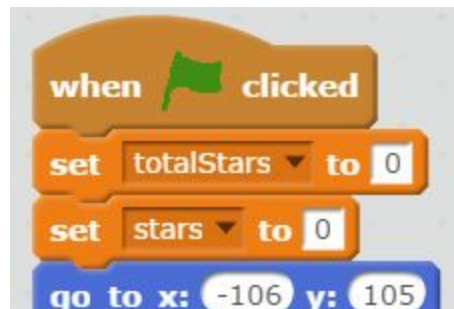 when clicked
set totalStars to 0
set stars to 0
go to x: -106 y: 105